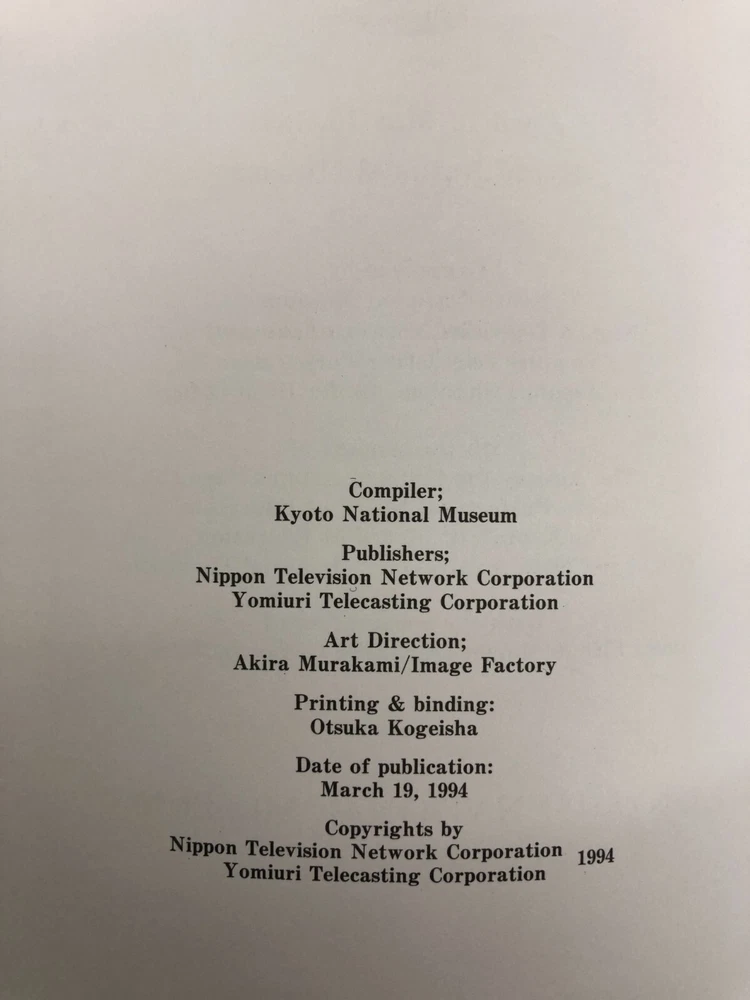 Compiler;
Kyoto National Museum
Publishers;
Nippon Television Network Corporation
Yomiuri Telecasting Corporation
Art Direction;
Akira Murakami/Image Factory
Printing & binding:
Otsuka Kogeisha
Date of publication:
March 19, 1994
Copyrights by
Nippon Television Network Corporation 1994
Yomiuri Telecasting Corporation